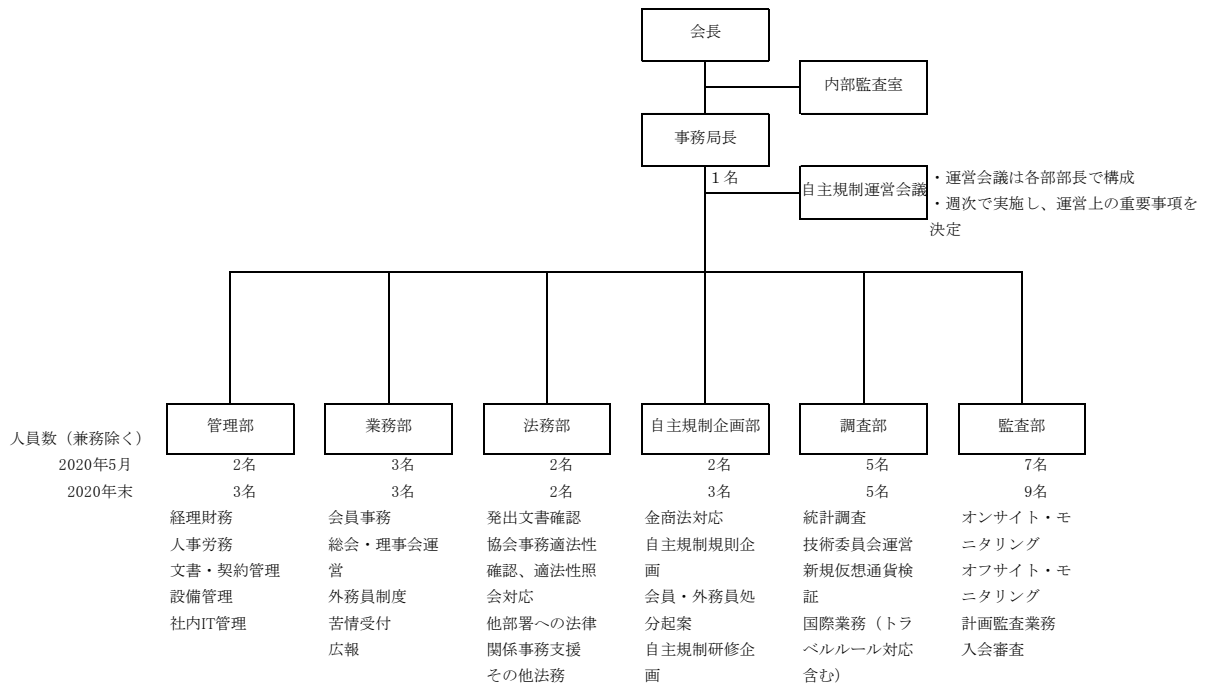 会長
内部監査室
事務局長
１名
自主規制運営会議
・運営会議は各部部長で構成
・週次で実施し、運営上の重要事項を
決定
管理部
業務部
法務部
自主規制企画部
調査部
監査部
人員数（兼務除く）
2020年5月 2名 3名 2名 2名 5名 7名
2020年末 3名 3名 2名 3名 5名 9名
経理財務
人事労務
文書・契約管理
設備管理
社内IT管理
会員事務
総会・理事会運
営
外務員制度
苦情受付
広報
発出文書確認
協会事務適法性
確認、適法性照
会対応
他部署への法律
関係事務支援
その他法務
金商法対応
自主規制規則企
画
会員・外務員処
分起案
自主規制研修企
画
統計調査
技術委員会運営
新規仮想通貨検
証
国際業務（トラ
ベルルール対応
含む）
オンサイト・モ
ニタリング
オフサイト・モ
ニタリング
計画監査業務
入会審査